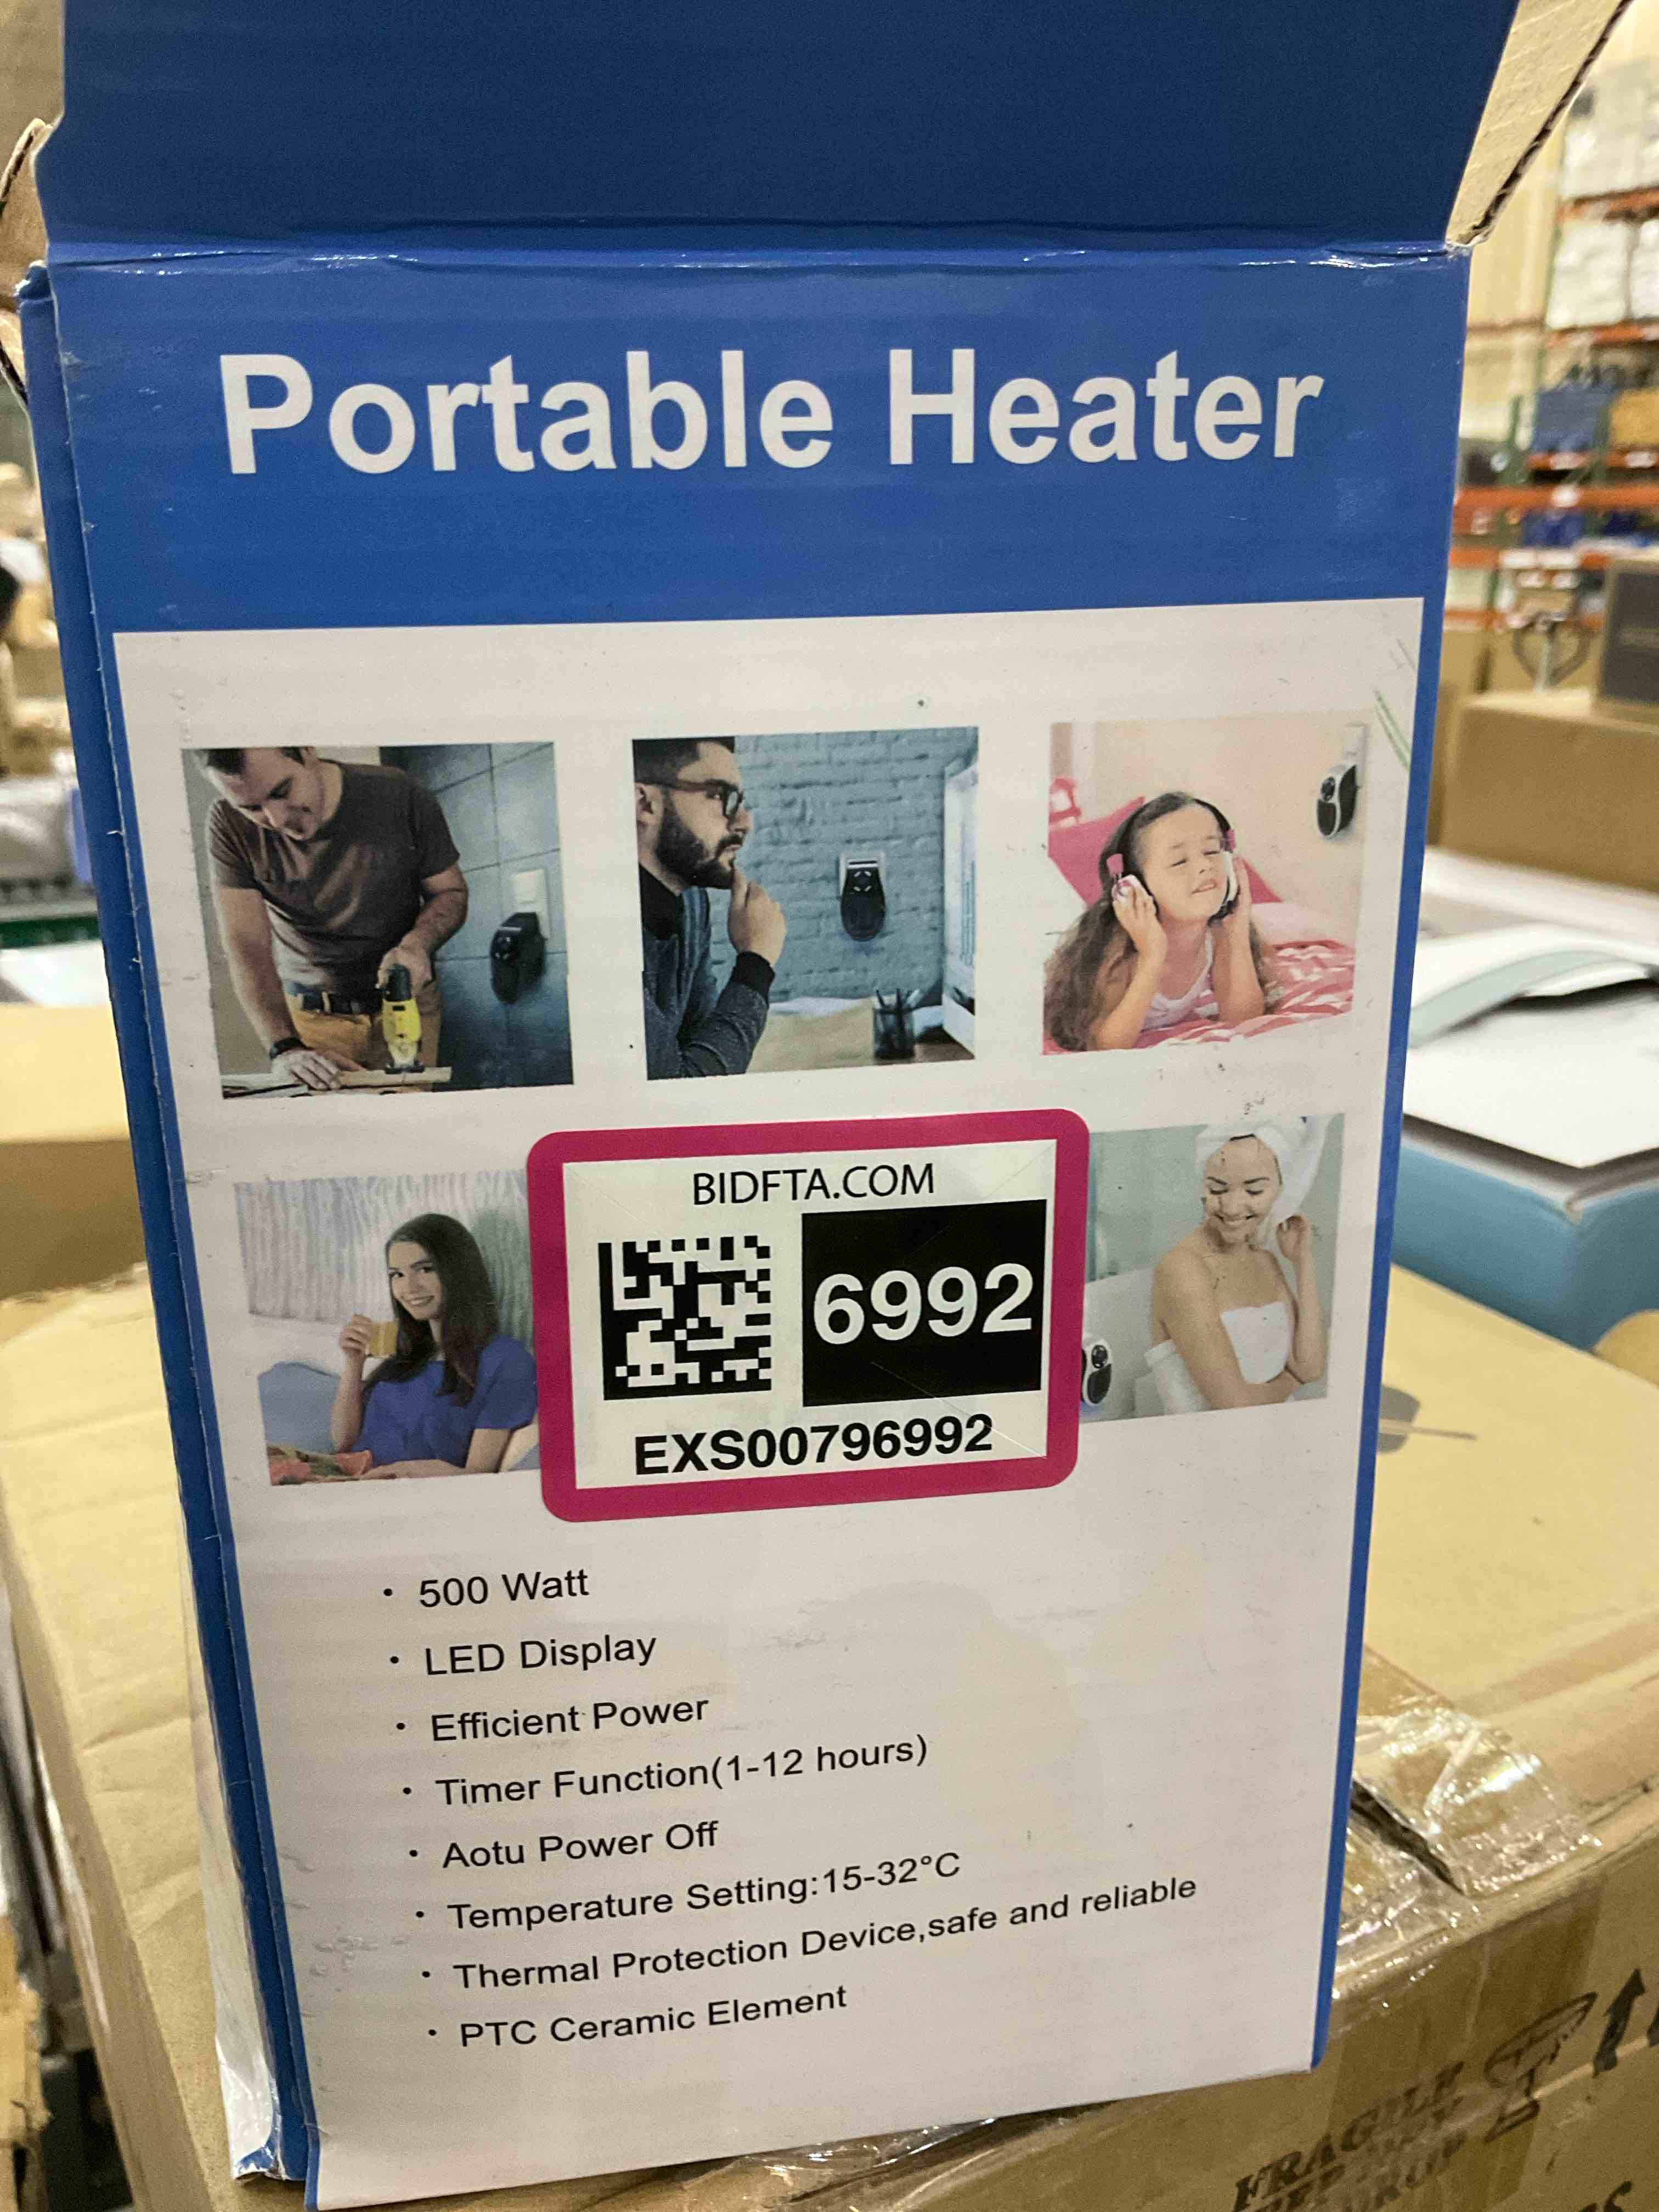 Portable Heater
BIDFTA.COM
6992
EXS00796992
· 500 Watt
· LED Display
· Efficient Power
· Timer Function(1-12 hours)
· Aotu Power Off
· Temperature Setting:15-32°C
· Thermal Protection Device,safe and reliable
· PTC Ceramic Element
FRAGILE